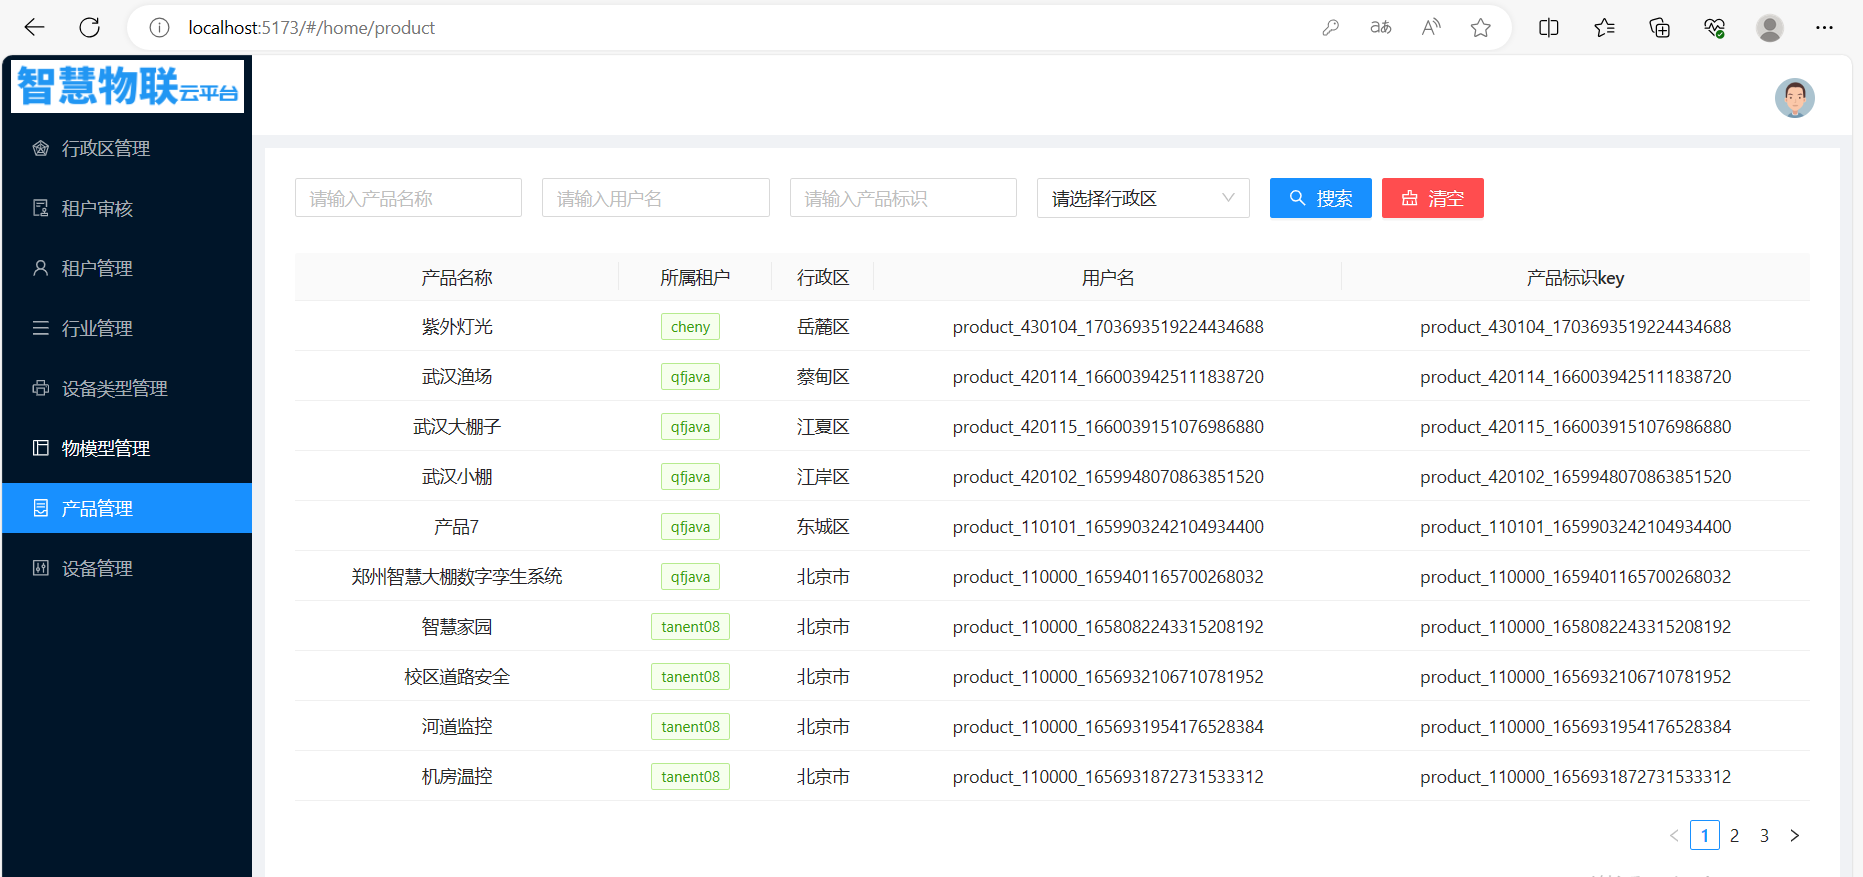 localhost:5173/#/home/product
智慧物联云平台
行政区管理
租户审核
租户管理
行业管理
设备类型管理
物模型管理
产品管理
设备管理
请输入产品名称 请输入用户名 请输入产品标识 请选择行政区 搜索 清空
产品名称 所属租户 行政区 用户名 产品标识key
紫外灯光 cheny 岳麓区 product_430104_1703693519224434688 product_430104_1703693519224434688
武汉渔场 qfjava 蔡甸区 product_420114_1660039425111838720 product_420114_1660039425111838720
武汉大棚子 qfjava 江夏区 product_420115_1660039151076986880 product_420115_1660039151076986880
武汉小棚 qfjava 江岸区 product_420102_1659948070863851520 product_420102_1659948070863851520
产品7 qfjava 东城区 product_110101_1659903242104934400 product_110101_1659903242104934400
郑州智慧大棚数字孪生系统 qfjava 北京市 product_110000_1659401165700268032 product_110000_1659401165700268032
智慧家园 tanent08 北京市 product_110000_1658082243315208192 product_110000_1658082243315208192
校区道路安全 tanent08 北京市 product_110000_1656932106710781952 product_110000_1656932106710781952
河道监控 tanent08 北京市 product_110000_1656931954176528384 product_110000_1656931954176528384
机房温控 tanent08 北京市 product_110000_1656931872731533312 product_110000_1656931872731533312
1 2 3